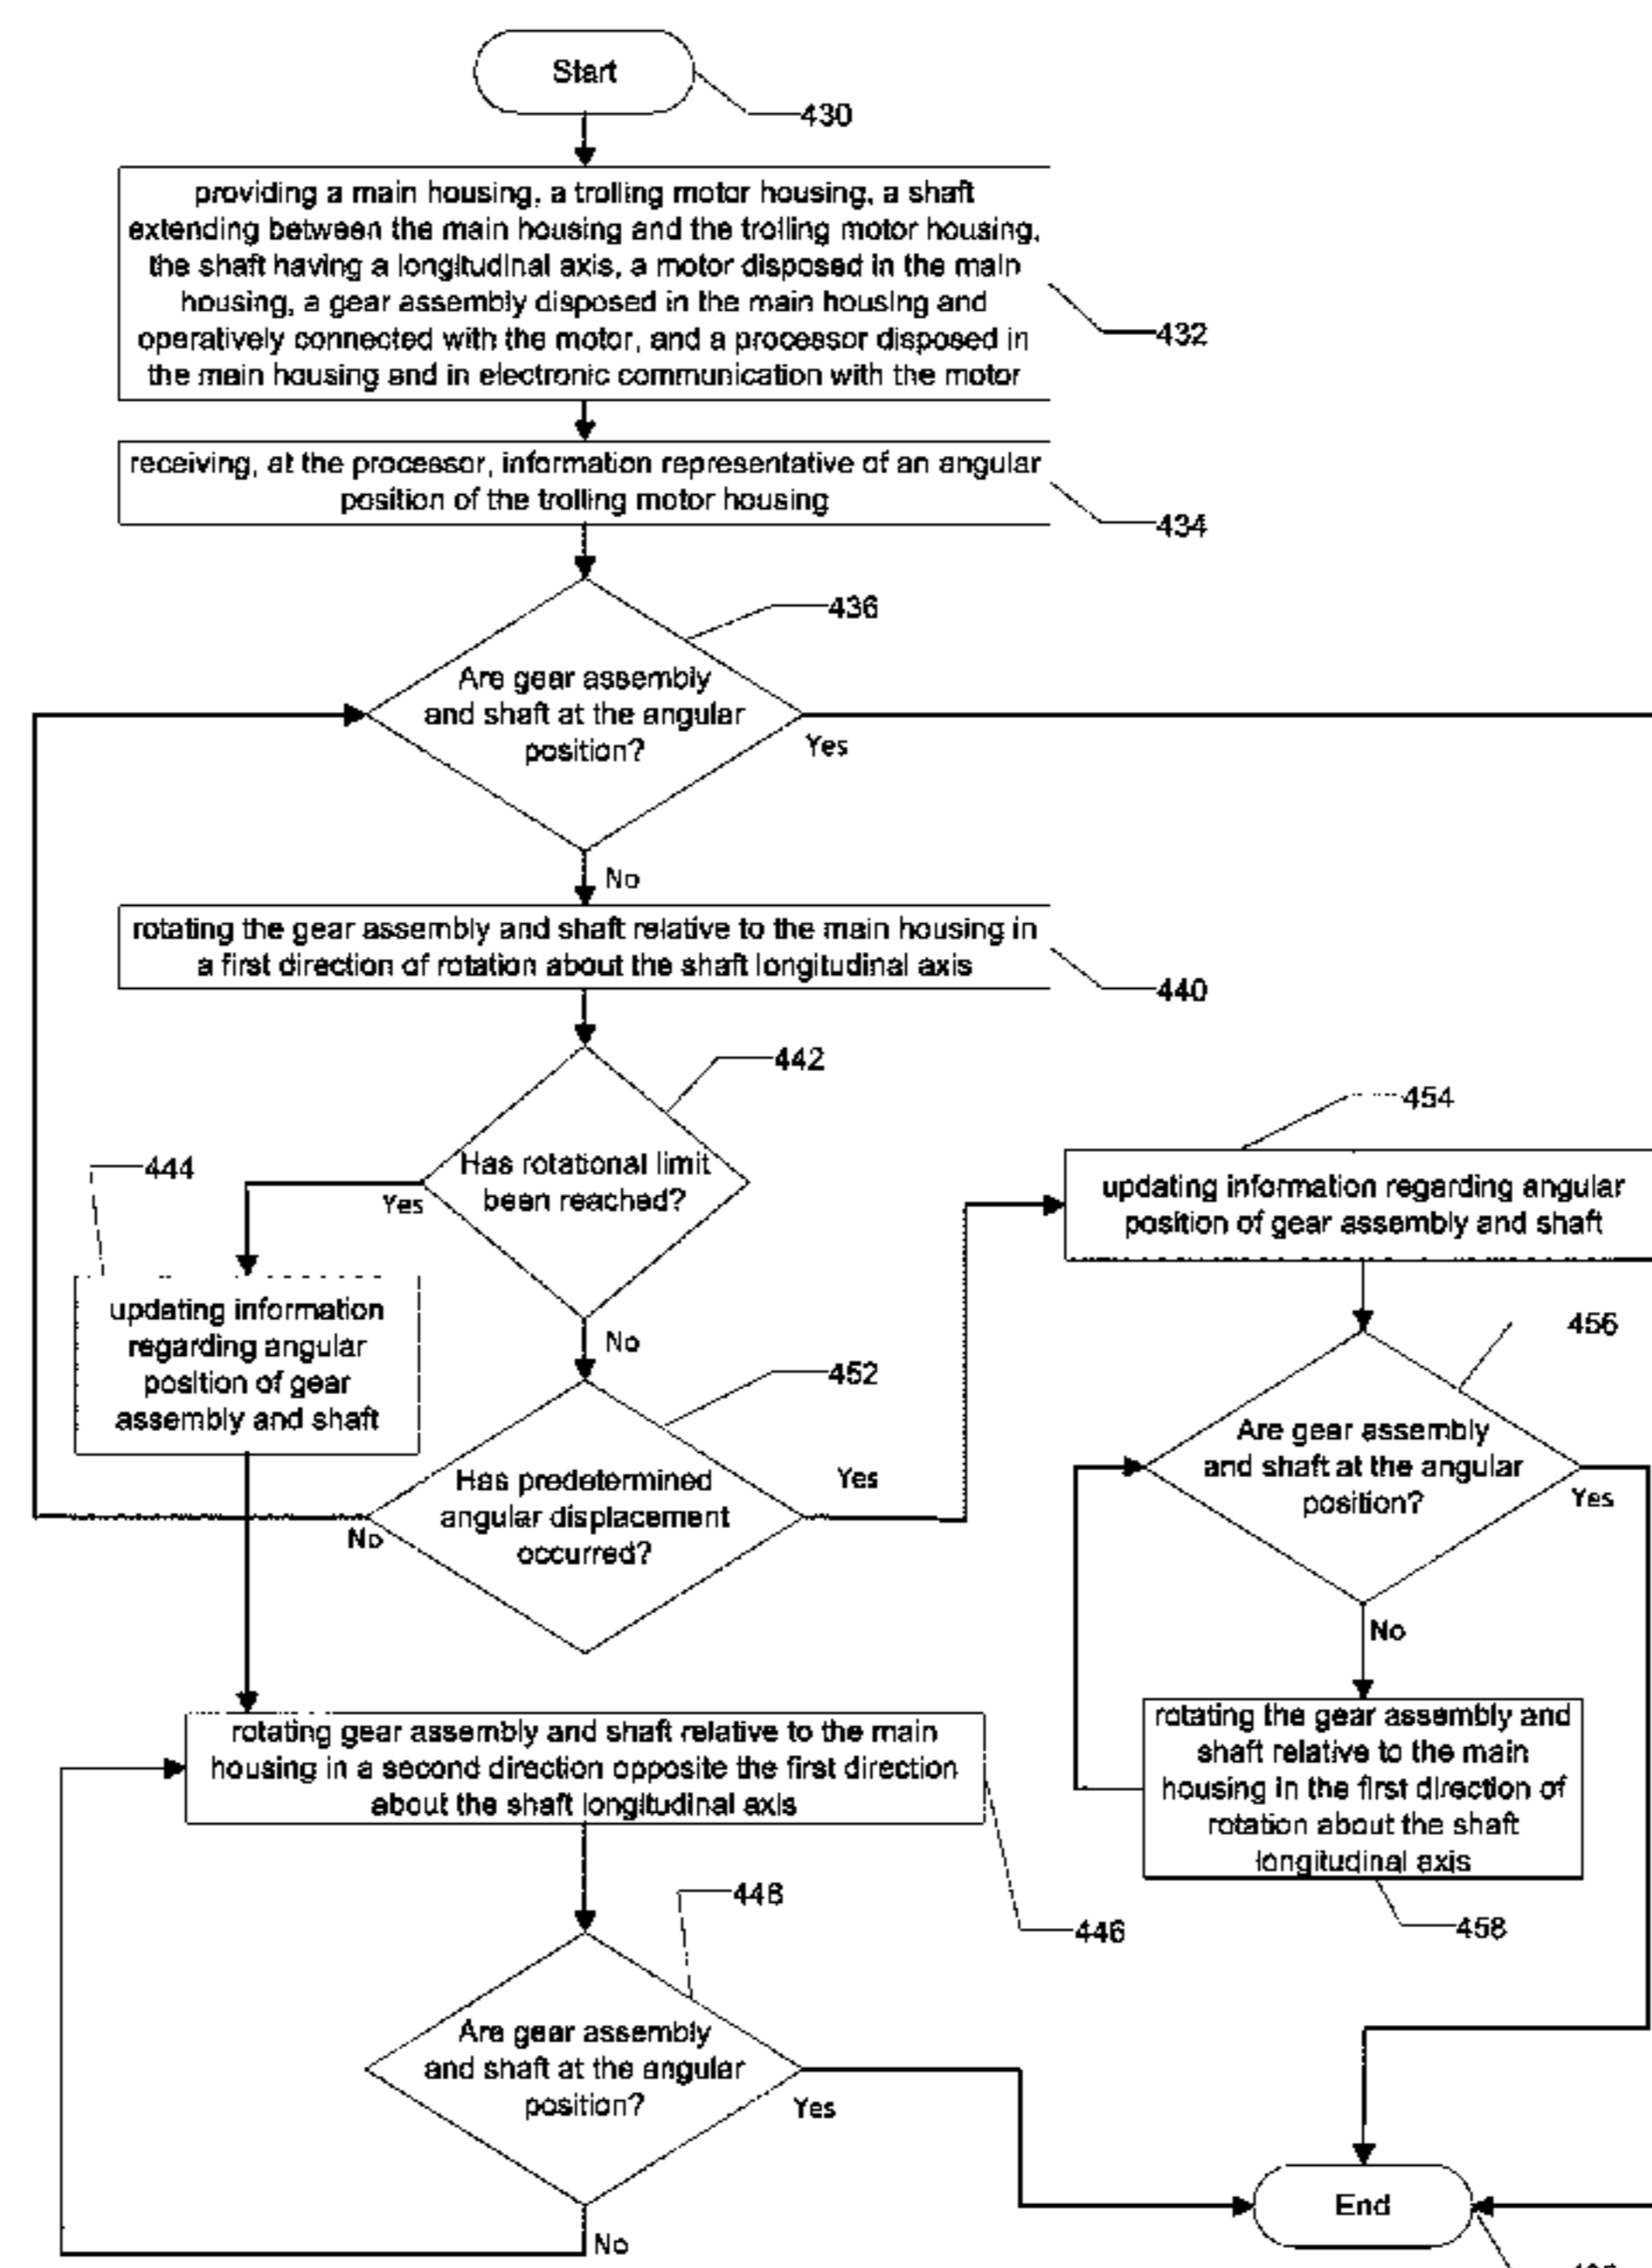 Start
430
providing a main housing, a trolling motor housing, a shaft
extending between the main housing and the trolling motor housing,
the shaft having a longitudinal axis, a motor disposed in the main
housing, a gear assembly disposed in the main housing and
operatively connected with the motor, and a processor disposed in
the main housing and in electronic communication with the motor
432
receiving, at the processor, information representative of an angular
position of the trolling motor housing
434
436
Are gear assembly
and shaft at the angular
position?
Yes
No
rotating the gear assembly and shaft relative to the main housing in
a first direction of rotation about the shaft longitudinal axis
440
442
Has rotational limit
been reached?
Yes
No
444
updating information
regarding angular
position of gear
assembly and shaft
452
Has predetermined
angular displacement
occurred?
Yes
No
454
updating information regarding angular
position of gear assembly and shaft
456
Are gear assembly
and shaft at the angular
position?
Yes
No
rotating the gear assembly and
shaft relative to the main
housing in the first direction of
rotation about the shaft
longitudinal axis
458
rotating gear assembly and shaft relative to the main
housing in a second direction opposite the first direction
about the shaft longitudinal axis
446
448
Are gear assembly
and shaft at the angular
position?
Yes
No
End